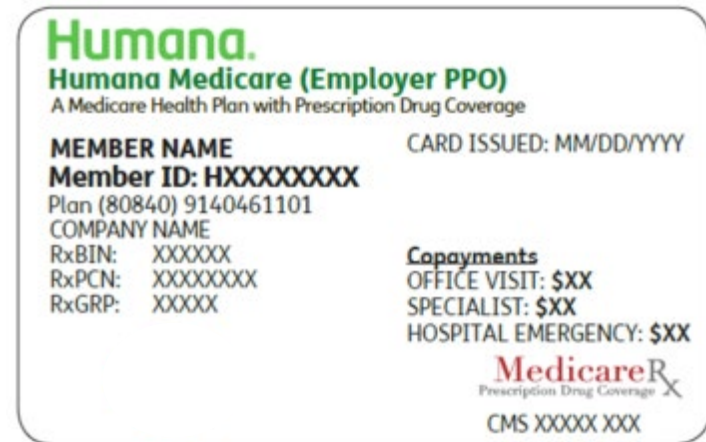 Humana.
Humana Medicare (Employer PPO)
A Medicare Health Plan with Prescription Drug Coverage
MEMBER NAME
CARD ISSUED: MM/DD/YYYY
Member ID: HXXXXXXXX
Plan (80840) 9140461101
COMPANY NAME
RxBIN: XXXXXX
RxPCN: XXXXXXXX
RxGRP: XXXXX
Copayments
OFFICE VISIT: $XX
SPECIALIST: $XX
HOSPITAL EMERGENCY: $XX
MedicareRx
Prescription Drug Coverage
CMS XXXXX XXX